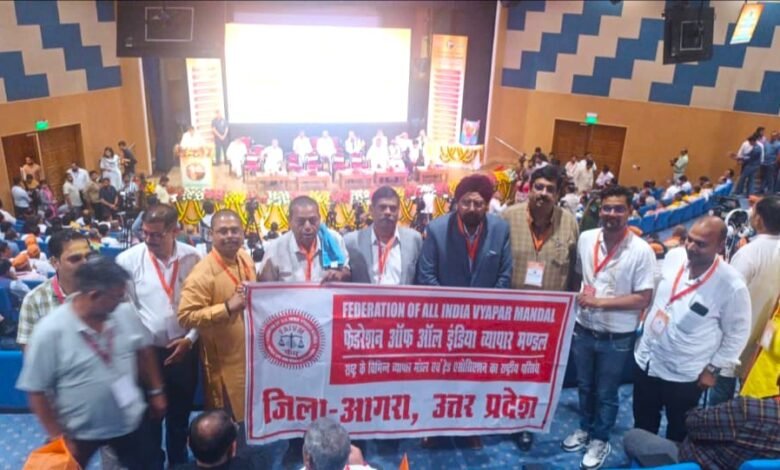 FEDERATION OF ALL INDIA VYAPAR MANDAL
फेडरेशन ऑफ ऑल इंडिया व्यापार मण्डल
राष्ट्र के विभिन्न व्यापार मंडल एवं ट्रेड एसोसिएशन का राष्ट्रीय परिसंघ
जिला-आगरा, उत्तर प्रदेश